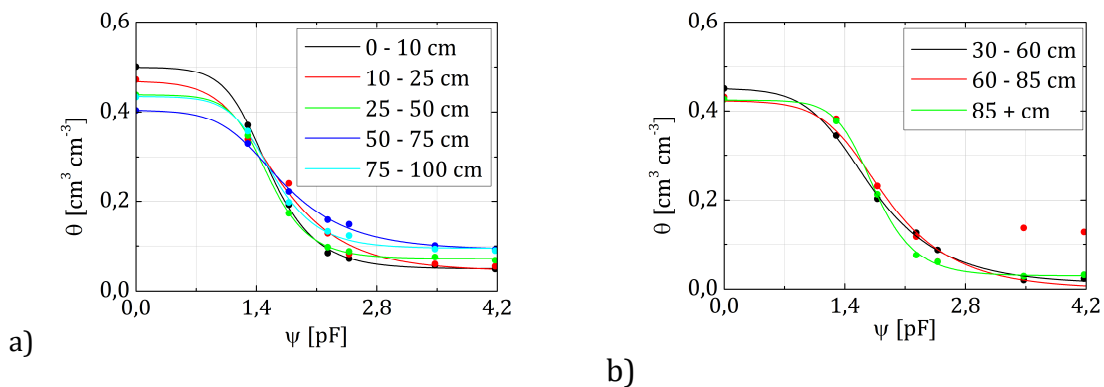 0,6
0,4
0,2
0,0
θ [cm³ cm⁻³]
0 - 10 cm
10 - 25 cm
25 - 50 cm
50 - 75 cm
75 - 100 cm
0,0 1,4 2,8 4,2
ψ [pF]
a)
0,6
0,4
0,2
0,0
θ [cm³ cm⁻³]
30 - 60 cm
60 - 85 cm
85 + cm
0,0 1,4 2,8 4,2
ψ [pF]
b)